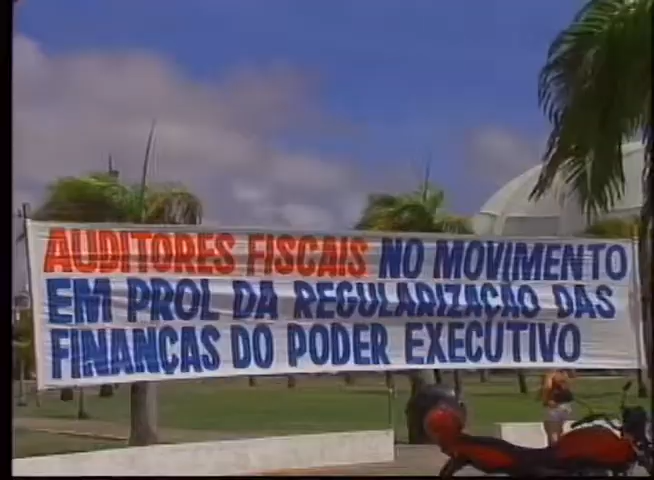 AUDITORES FISCAIS NO MOVIMENTO
EM PROL DA REGULARIZAÇÃO DAS
FINANÇAS DO PODER EXECUTIVO